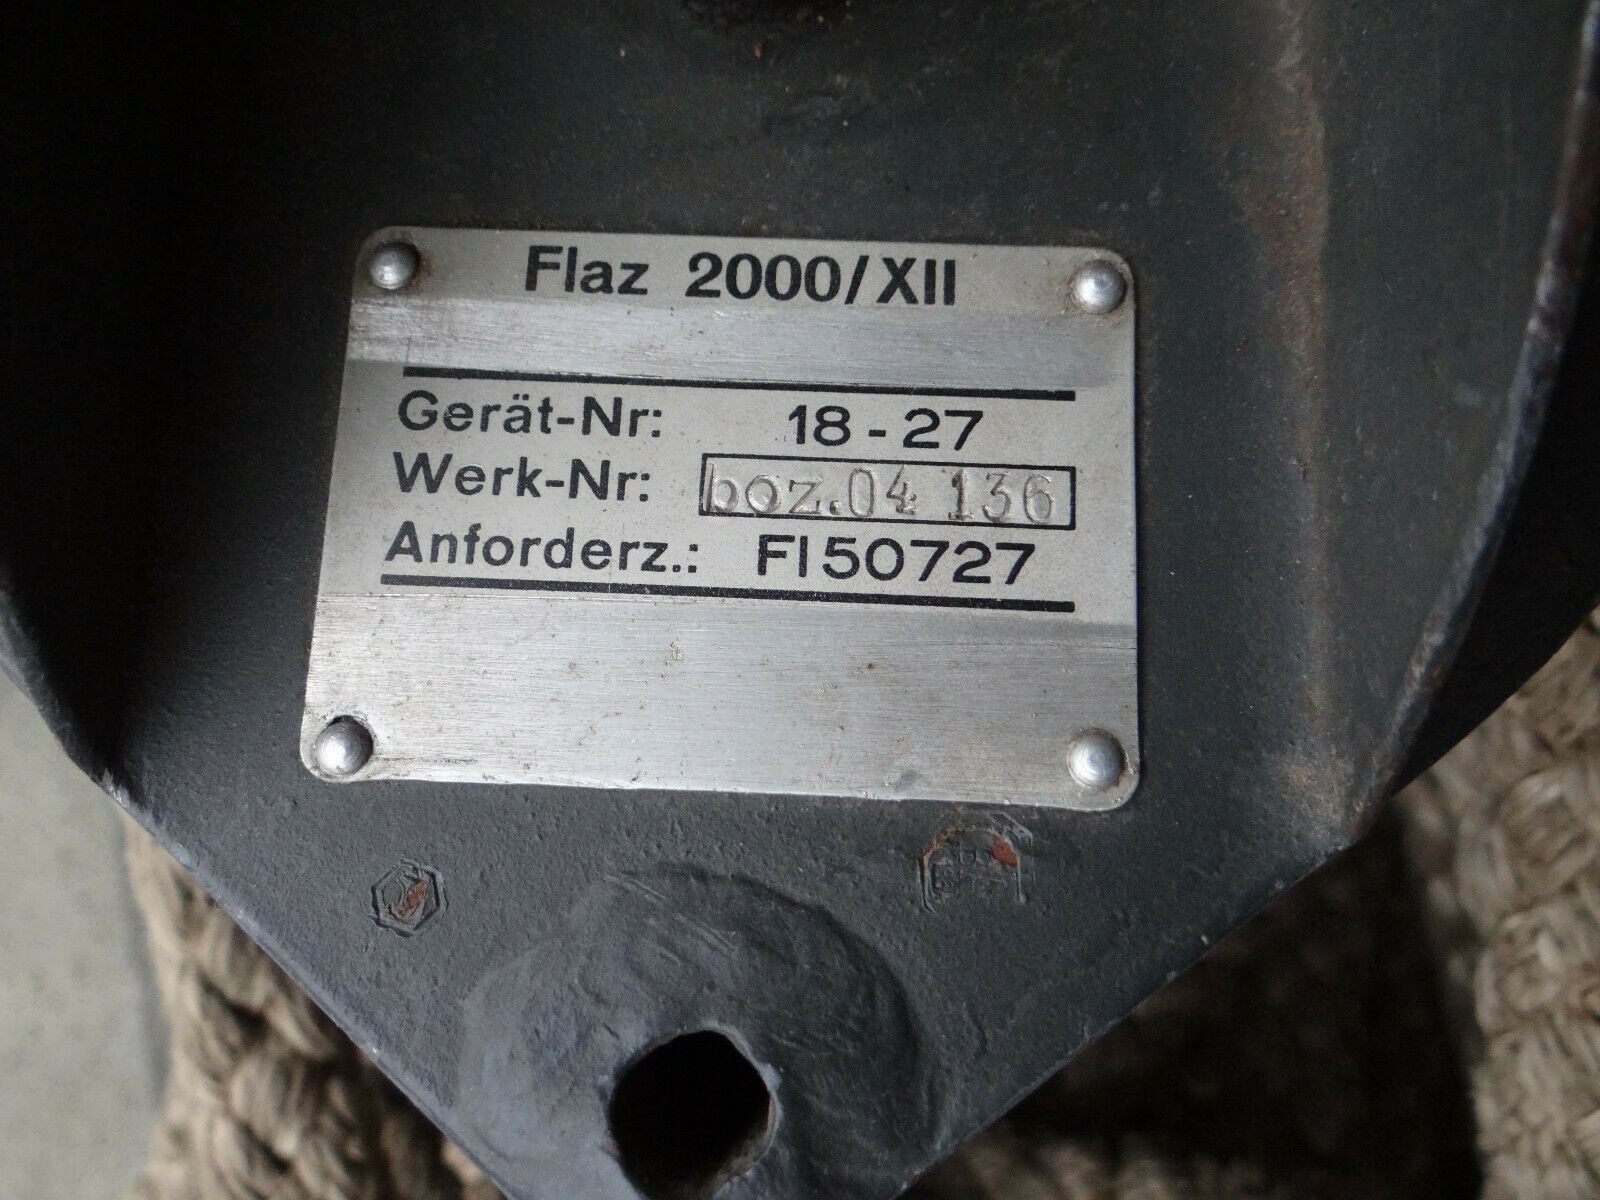 Flaz 2000/XII
Gerät-Nr: 18-27
Werk-Nr: boz.04 136
Anforderz.: Fl50727